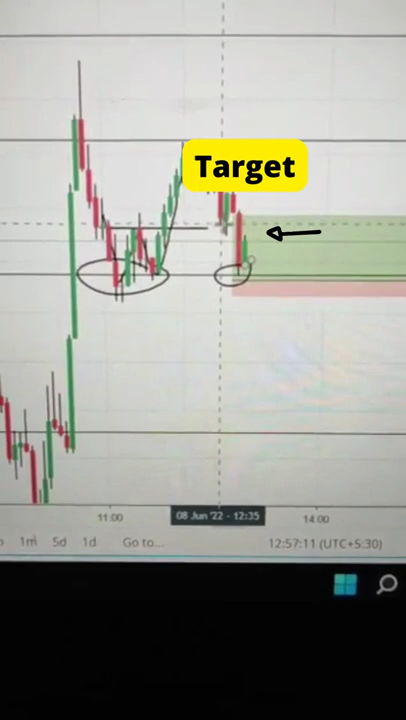 Target
11:00
08 Jun '22 - 12:35
14:00
1m 5d 1d Go to... 12:57:11 (UTC+5:30)